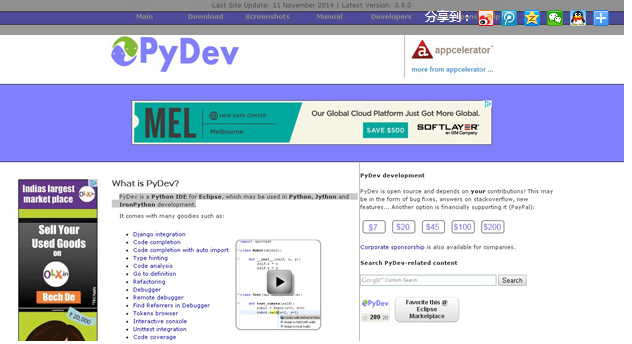 Last Site Update: 11 November 2014 | Latest Version: 3.9.0
Main Download Screenshots Manual Developers
分享到：
PyDev
appcelerator
more from appcelerator ...
MEL
NEW DATA CENTER
Melbourne
Our Global Cloud Platform Just Got More Global.
SAVE $500
SOFTLAYER
an IBM Company
Indias largest
market place
OLX.in
Sell Your
Used Goods
on
OLX.in
Bech De
₹ 20,000
What is PyDev?
PyDev is a Python IDE for Eclipse, which may be used in Python, Jython and
IronPython development.
It comes with many goodies such as:
Django integration
Code completion
Code completion with auto import
Type hinting
Code analysis
Go to definition
Refactoring
Debugger
Remote debugger
Find Referrers in Debugger
Tokens browser
Interactive console
Unittest integration
Code coverage
PyDev development
PyDev is open source and depends on your contributions! This may
be in the form of bug fixes, answers on stackoverflow, new
features... Another option is financially supporting it (PayPal):
$7 $20 $45 $100 $200
Corporate sponsorship is also available for companies.
Search PyDev-related content
Google Custom Search
Search
PyDev
289 20
Favorite this @
Eclipse
Marketplace